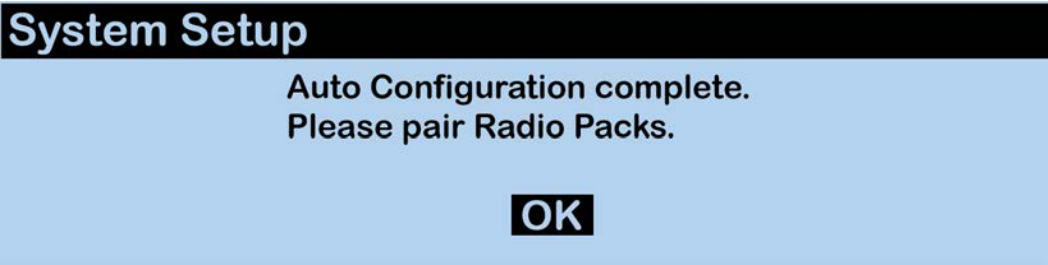 System Setup
Auto Configuration complete.
Please pair Radio Packs.
OK